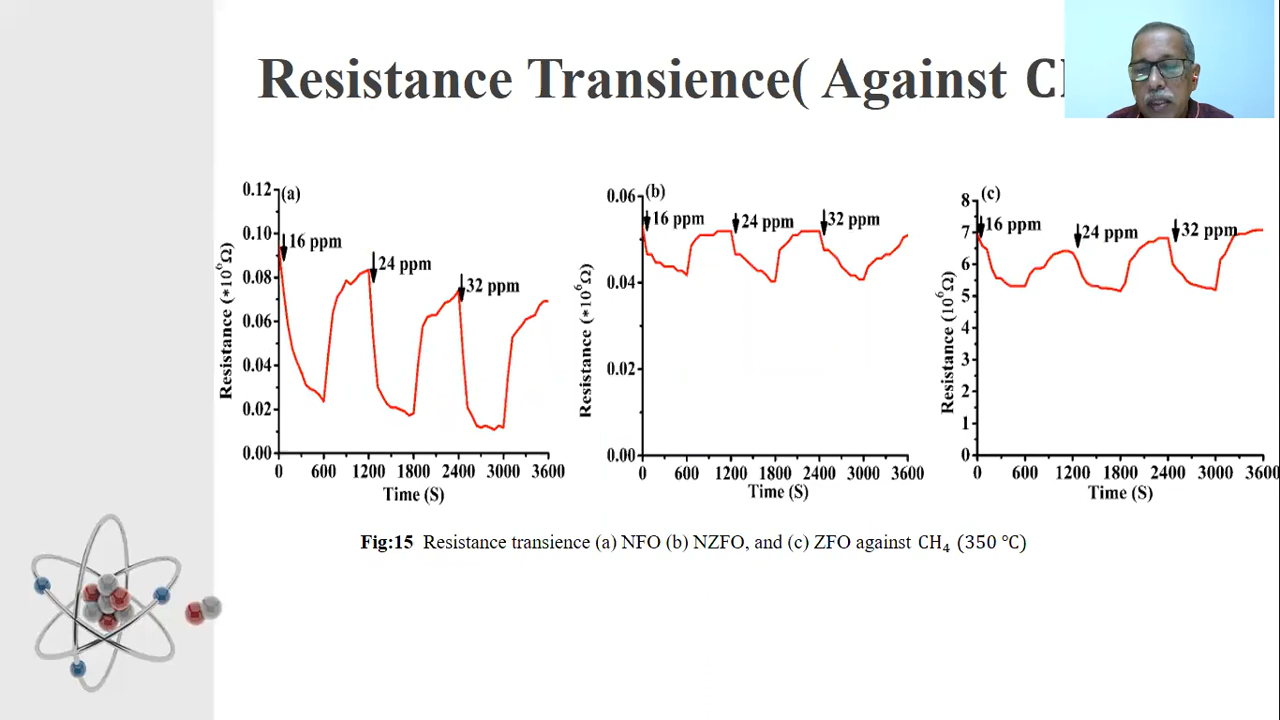 Resistance Transience( Against CH
(a)
0.12
0.10
0.08
0.06
0.04
0.02
0.00
Resistance (*10⁶Ω)
16 ppm
24 ppm
32 ppm
0 600 1200 1800 2400 3000 3600
Time (S)
(b)
0.06
0.04
0.02
0.00
Resistance (*10⁶Ω)
16 ppm
24 ppm
32 ppm
0 600 1200 1800 2400 3000 3600
Time (S)
(c)
8
7
6
5
4
3
2
1
0
Resistance (10⁶Ω)
16 ppm
24 ppm
32 ppm
0 600 1200 1800 2400 3000 3600
Time (S)
Fig:15 Resistance transience (a) NFO (b) NZFO, and (c) ZFO against CH₄ (350 °C)